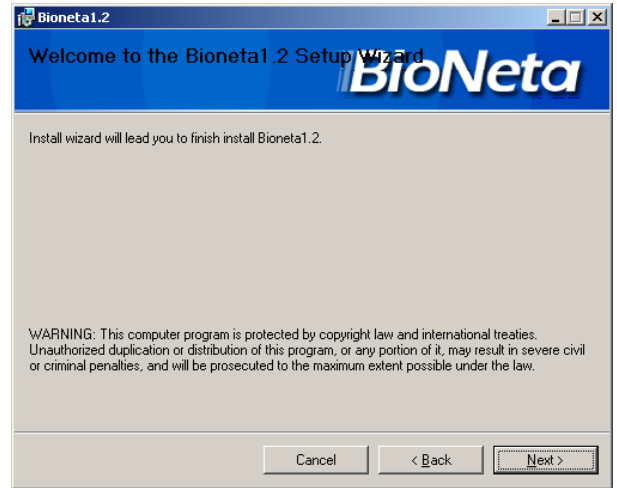 Bioneta1.2
Welcome to the Bioneta1.2 Setup Wizard
BioNeta
Install wizard will lead you to finish install Bioneta1.2.
WARNING: This computer program is protected by copyright law and international treaties.
Unauthorized duplication or distribution of this program, or any portion of it, may result in severe civil
or criminal penalties, and will be prosecuted to the maximum extent possible under the law.
Cancel
< Back
Next >